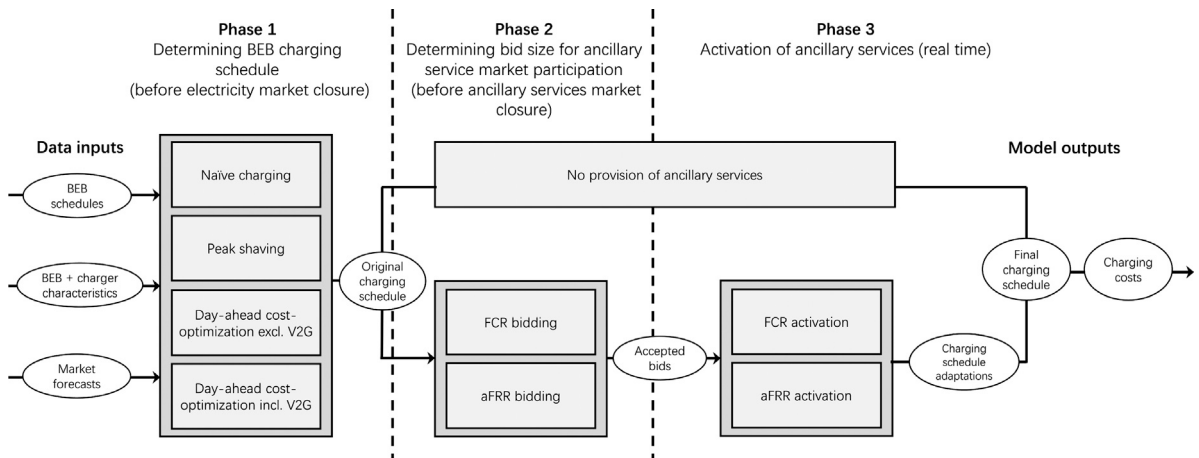 Phase 1
Determining BEB charging
schedule
(before electricity market closure)
Phase 2
Determining bid size for ancillary
service market participation
(before ancillary services market
closure)
Phase 3
Activation of ancillary services (real time)
Data inputs
BEB
schedules
BEB + charger
characteristics
Market
forecasts
Naïve charging
Peak shaving
Day-ahead cost-
optimization excl. V2G
Day-ahead cost-
optimization incl. V2G
Original
charging
schedule
No provision of ancillary services
FCR bidding
aFRR bidding
Accepted
bids
FCR activation
aFRR activation
Charging
schedule
adaptations
Model outputs
Final
charging
schedule
Charging
costs